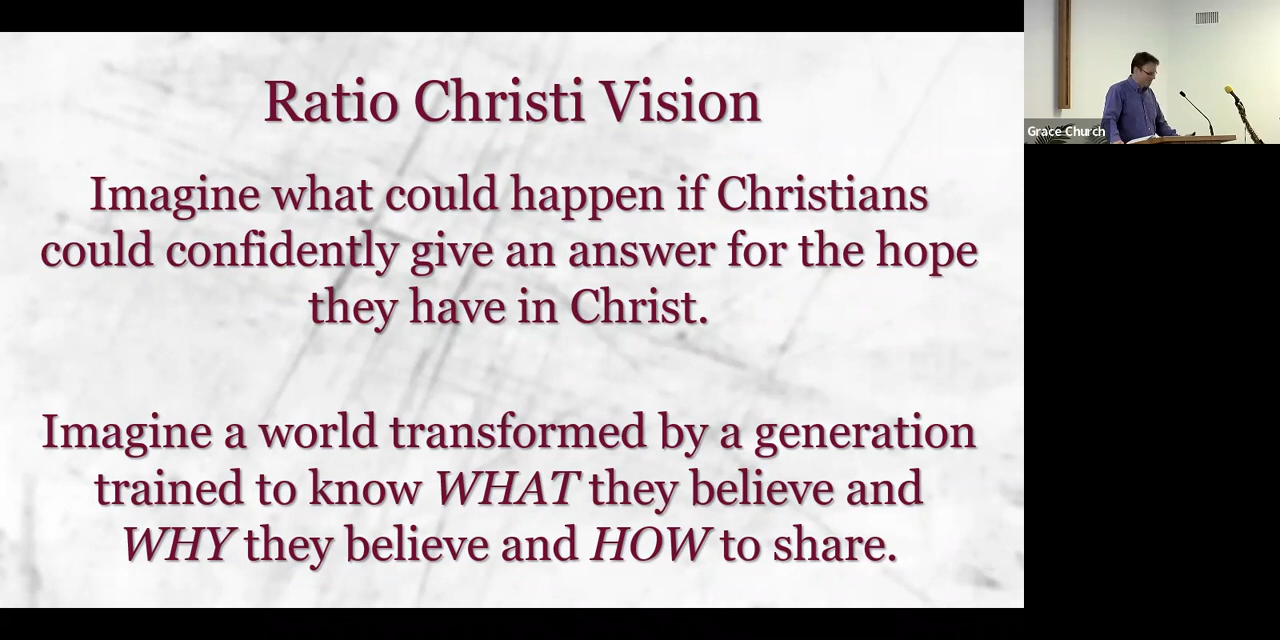 Ratio Christi Vision
Imagine what could happen if Christians
could confidently give an answer for the hope
they have in Christ.
Imagine a world transformed by a generation
trained to know WHAT they believe and
WHY they believe and HOW to share.
Grace Church